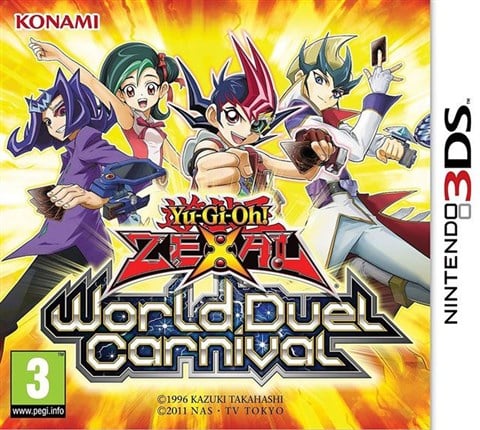 KONAMI
Yu-Gi-Oh!
ZEXAL
World Duel
Carnival
NINTENDO 3DS
3
www.pegi.info
©1996 KAZUKI TAKAHASHI
©2011 NAS • TV TOKYO